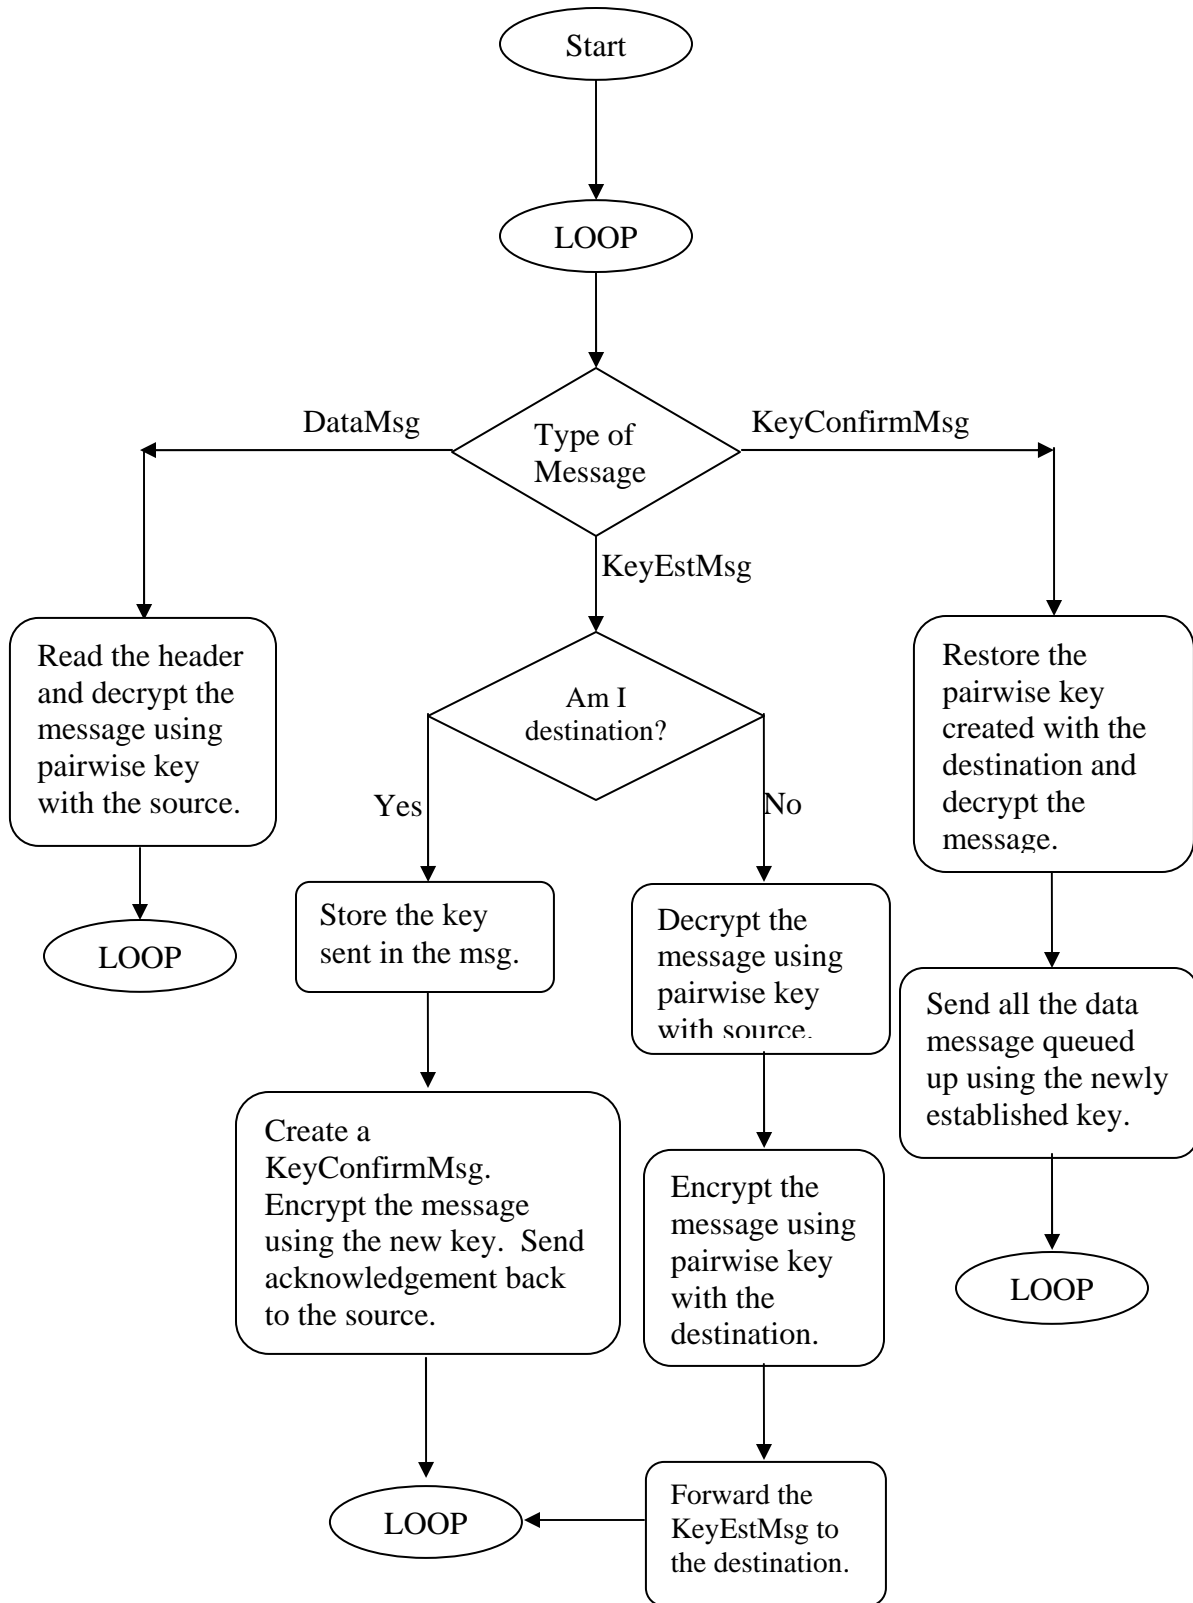 Start
LOOP
Type of
Message
DataMsg
KeyConfirmMsg
KeyEstMsg
Read the header
and decrypt the
message using
pairwise key
with the source.
LOOP
Am I
destination?
Yes
No
Store the key
sent in the msg.
Create a
KeyConfirmMsg.
Encrypt the message
using the new key.  Send
acknowledgement back
to the source.
LOOP
Decrypt the
message using
pairwise key
with source.
Encrypt the
message using
pairwise key
with the
destination.
Forward the
KeyEstMsg to
the destination.
Restore the
pairwise key
created with the
destination and
decrypt the
message.
Send all the data
message queued
up using the newly
established key.
LOOP